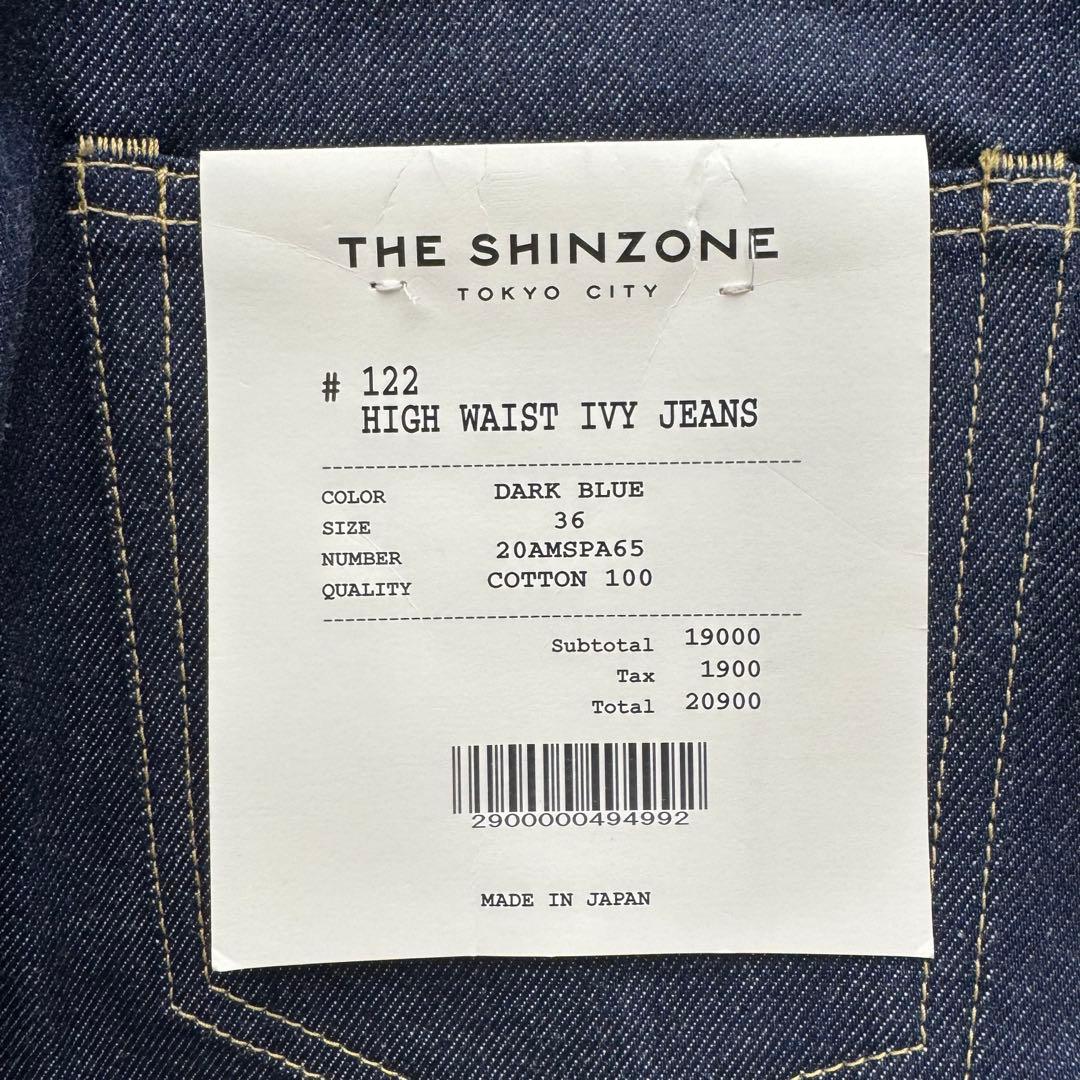 THE SHINZONE
TOKYO CITY
# 122
HIGH WAIST IVY JEANS
COLOR DARK BLUE
SIZE 36
NUMBER 20AMSPA65
QUALITY COTTON 100
Subtotal 19000
Tax 1900
Total 20900
2900000494992
MADE IN JAPAN